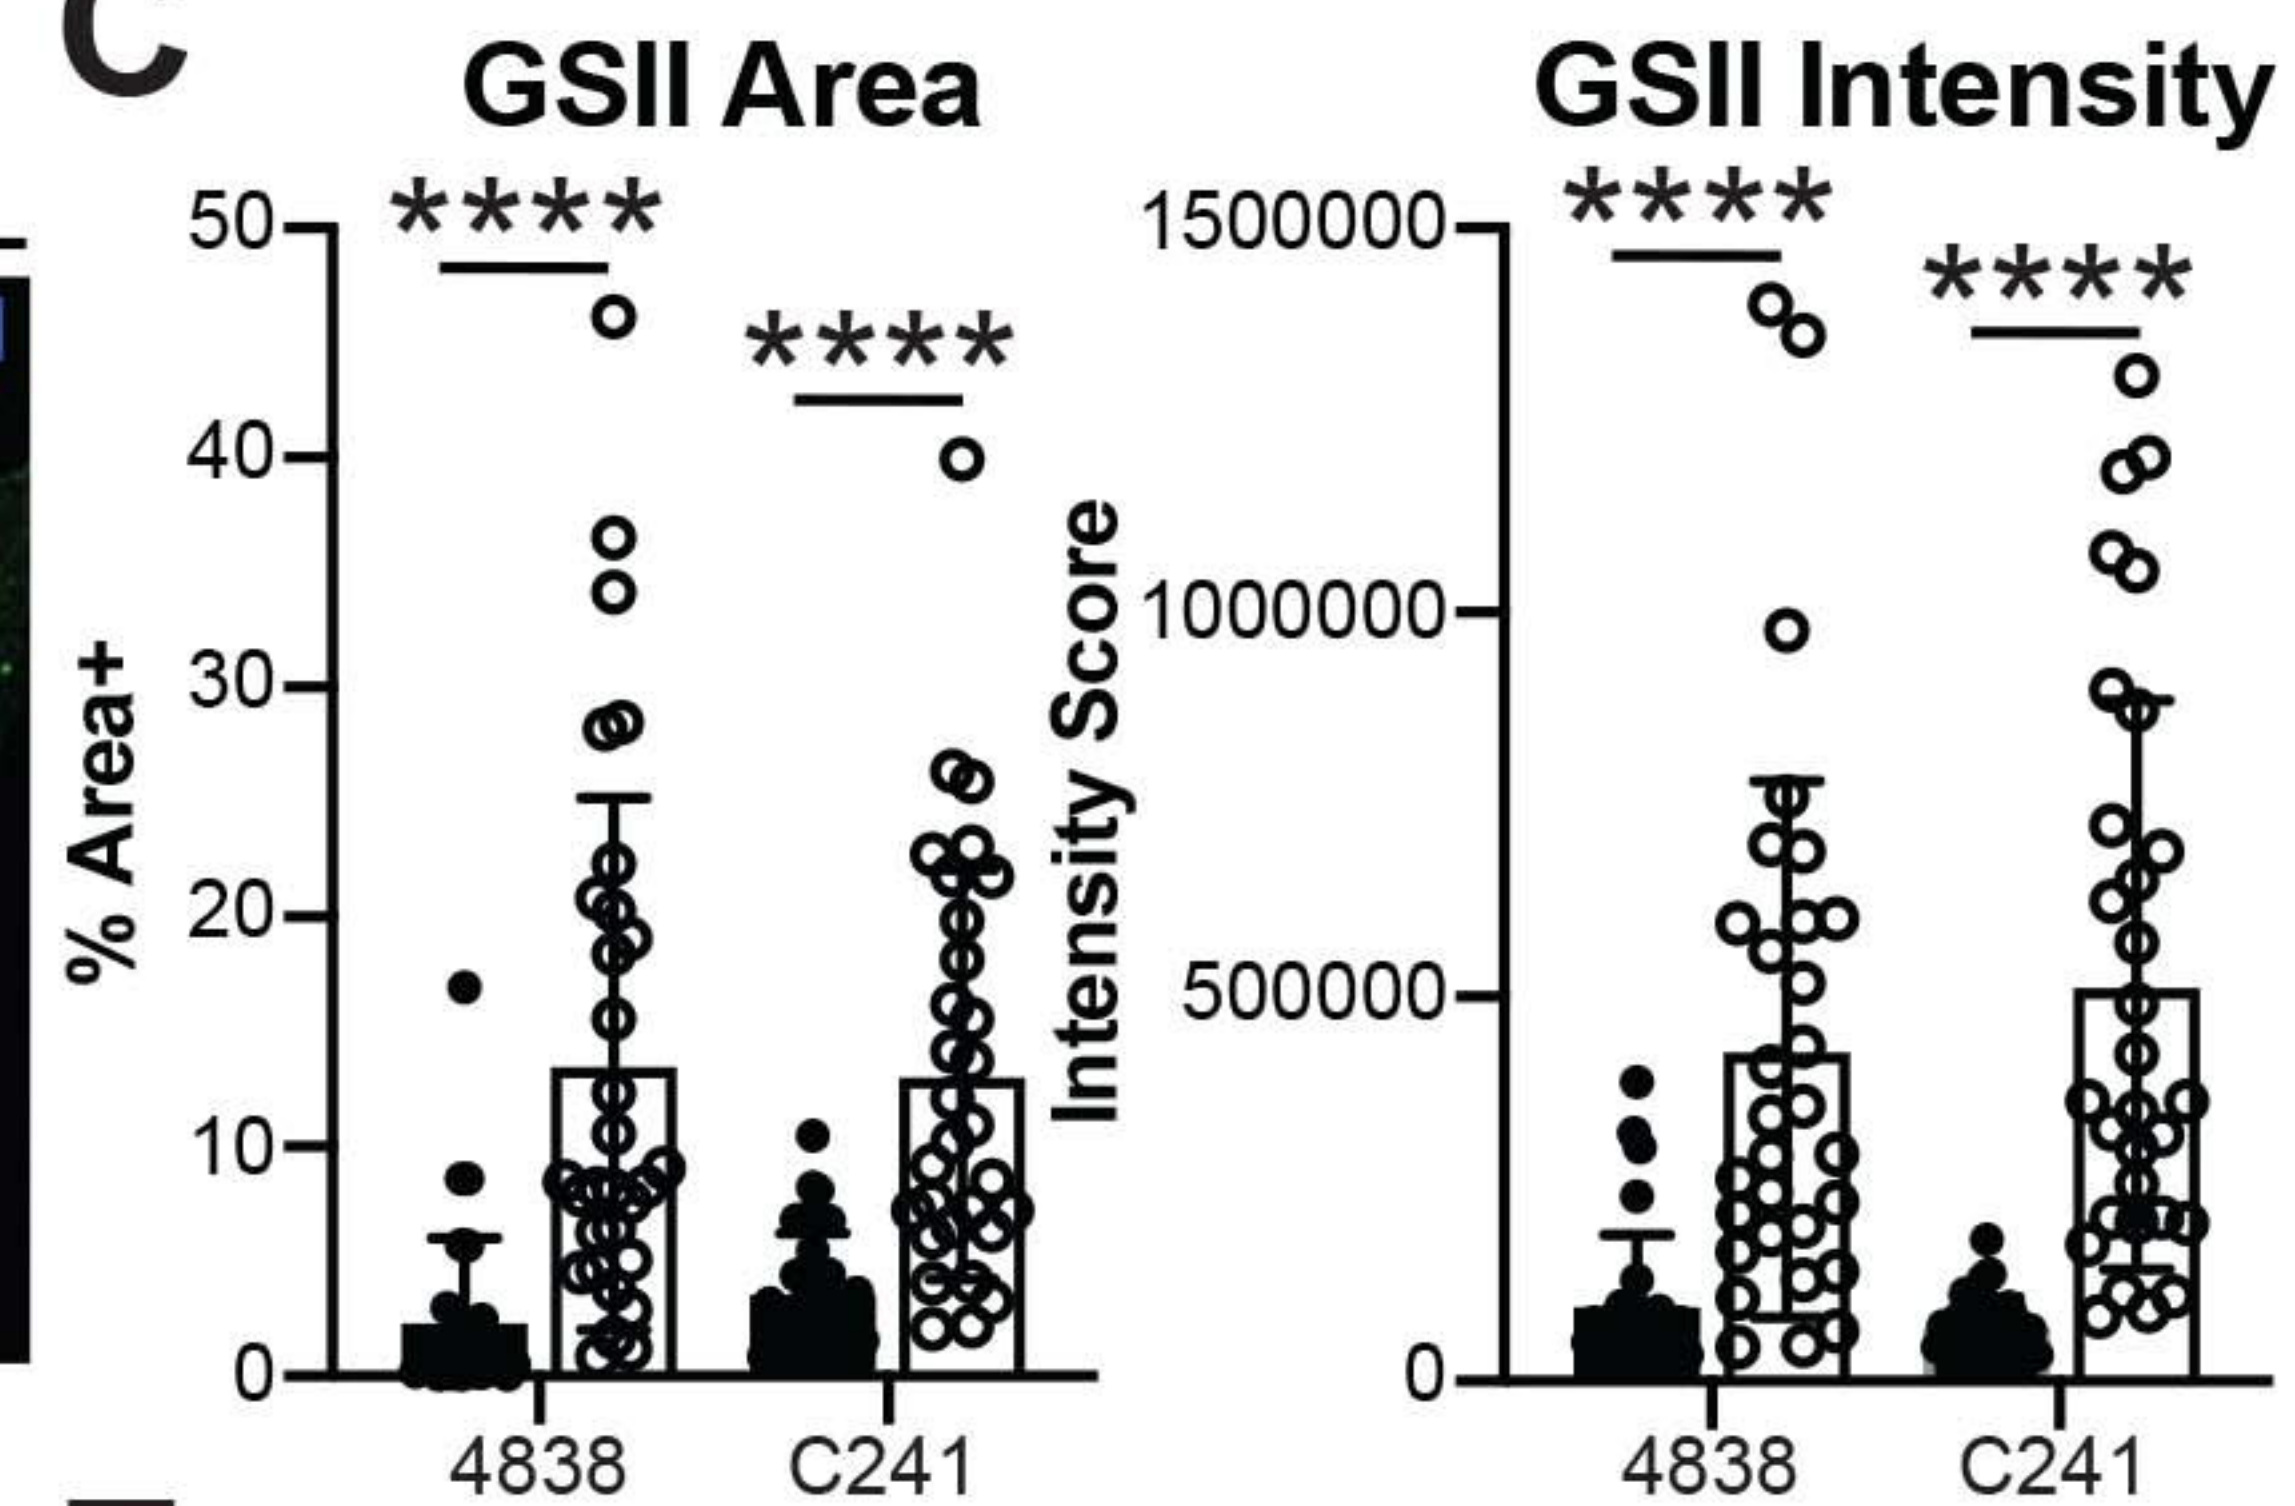 C
GSII Area
****
****
% Area+
50
40
30
20
10
0
4838 C241
GSII Intensity
****
****
Intensity Score
1500000
1000000
500000
0
4838 C241